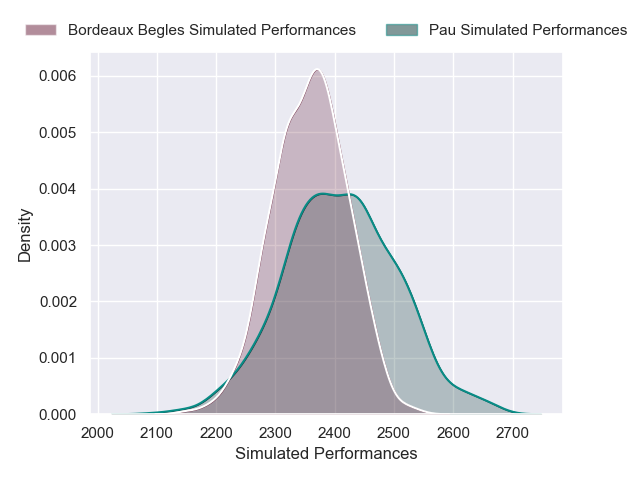 Bordeaux Begles Simulated Performances Pau Simulated Performances
0.006
0.005
0.004
0.003
0.002
0.001
0.000
Density
2000 2100 2200 2300 2400 2500 2600 2700
Simulated Performances